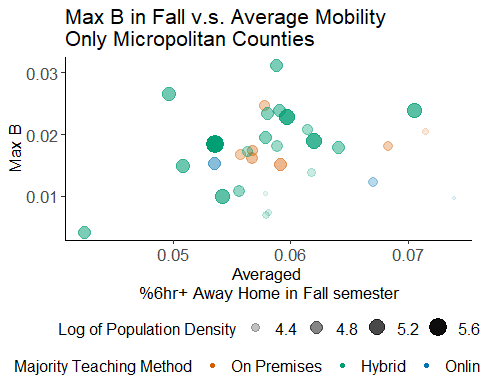 Max B in Fall v.s. Average Mobility
Only Micropolitan Counties
0.03
0.02
0.01
Max B
0.05 0.06 0.07
Averaged
%6hr+ Away Home in Fall semester
Log of Population Density 4.4 4.8 5.2 5.6
Majority Teaching Method On Premises Hybrid Onlin